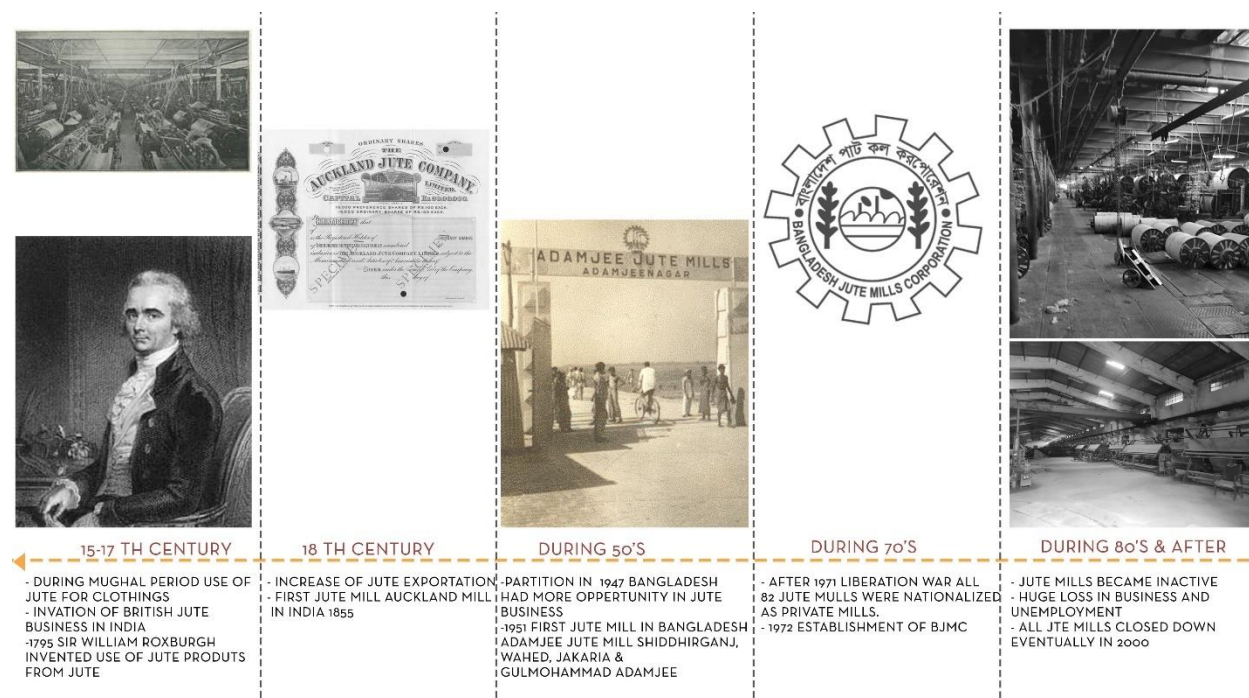 ORDINARY SHARES.
THE
AUCKLAND JUTE COMPANY,
LIMITED.
CAPITAL
SPECIMEN
SPECIMEN
ADAMJEE JUTE MILLS
ADAMJEENAGAR
বাংলাদেশ পাট কল করপোরেশন
BANGLADESH JUTE MILLS CORPORATION
15-17 TH CENTURY
- DURING MUGHAL PERIOD USE OF
JUTE FOR CLOTHINGS
- INVATION OF BRITISH JUTE
BUSINESS IN INDIA
-1795 SIR WILLIAM ROXBURGH
INVENTED USE OF JUTE PRODUTS
FROM JUTE
18 TH CENTURY
- INCREASE OF JUTE EXPORTATION
- FIRST JUTE MILL AUCKLAND MILL
IN INDIA 1855
DURING 50'S
-PARTITION IN 1947 BANGLADESH
HAD MORE OPPERTUNITY IN JUTE
BUSINESS
-1951 FIRST JUTE MILL IN BANGLADESH
ADAMJEE JUTE MILL SHIDDHIRGANJ,
WAHED, JAKARIA &
GULMOHAMMAD ADAMJEE
DURING 70'S
- AFTER 1971 LIBERATION WAR ALL
82 JUTE MULLS WERE NATIONALIZED
AS PRIVATE MILLS.
- 1972 ESTABLISHMENT OF BJMC
DURING 80'S & AFTER
- JUTE MILLS BECAME INACTIVE
- HUGE LOSS IN BUSINESS AND
UNEMPLOYMENT
- ALL JTE MILLS CLOSED DOWN
EVENTUALLY IN 2000